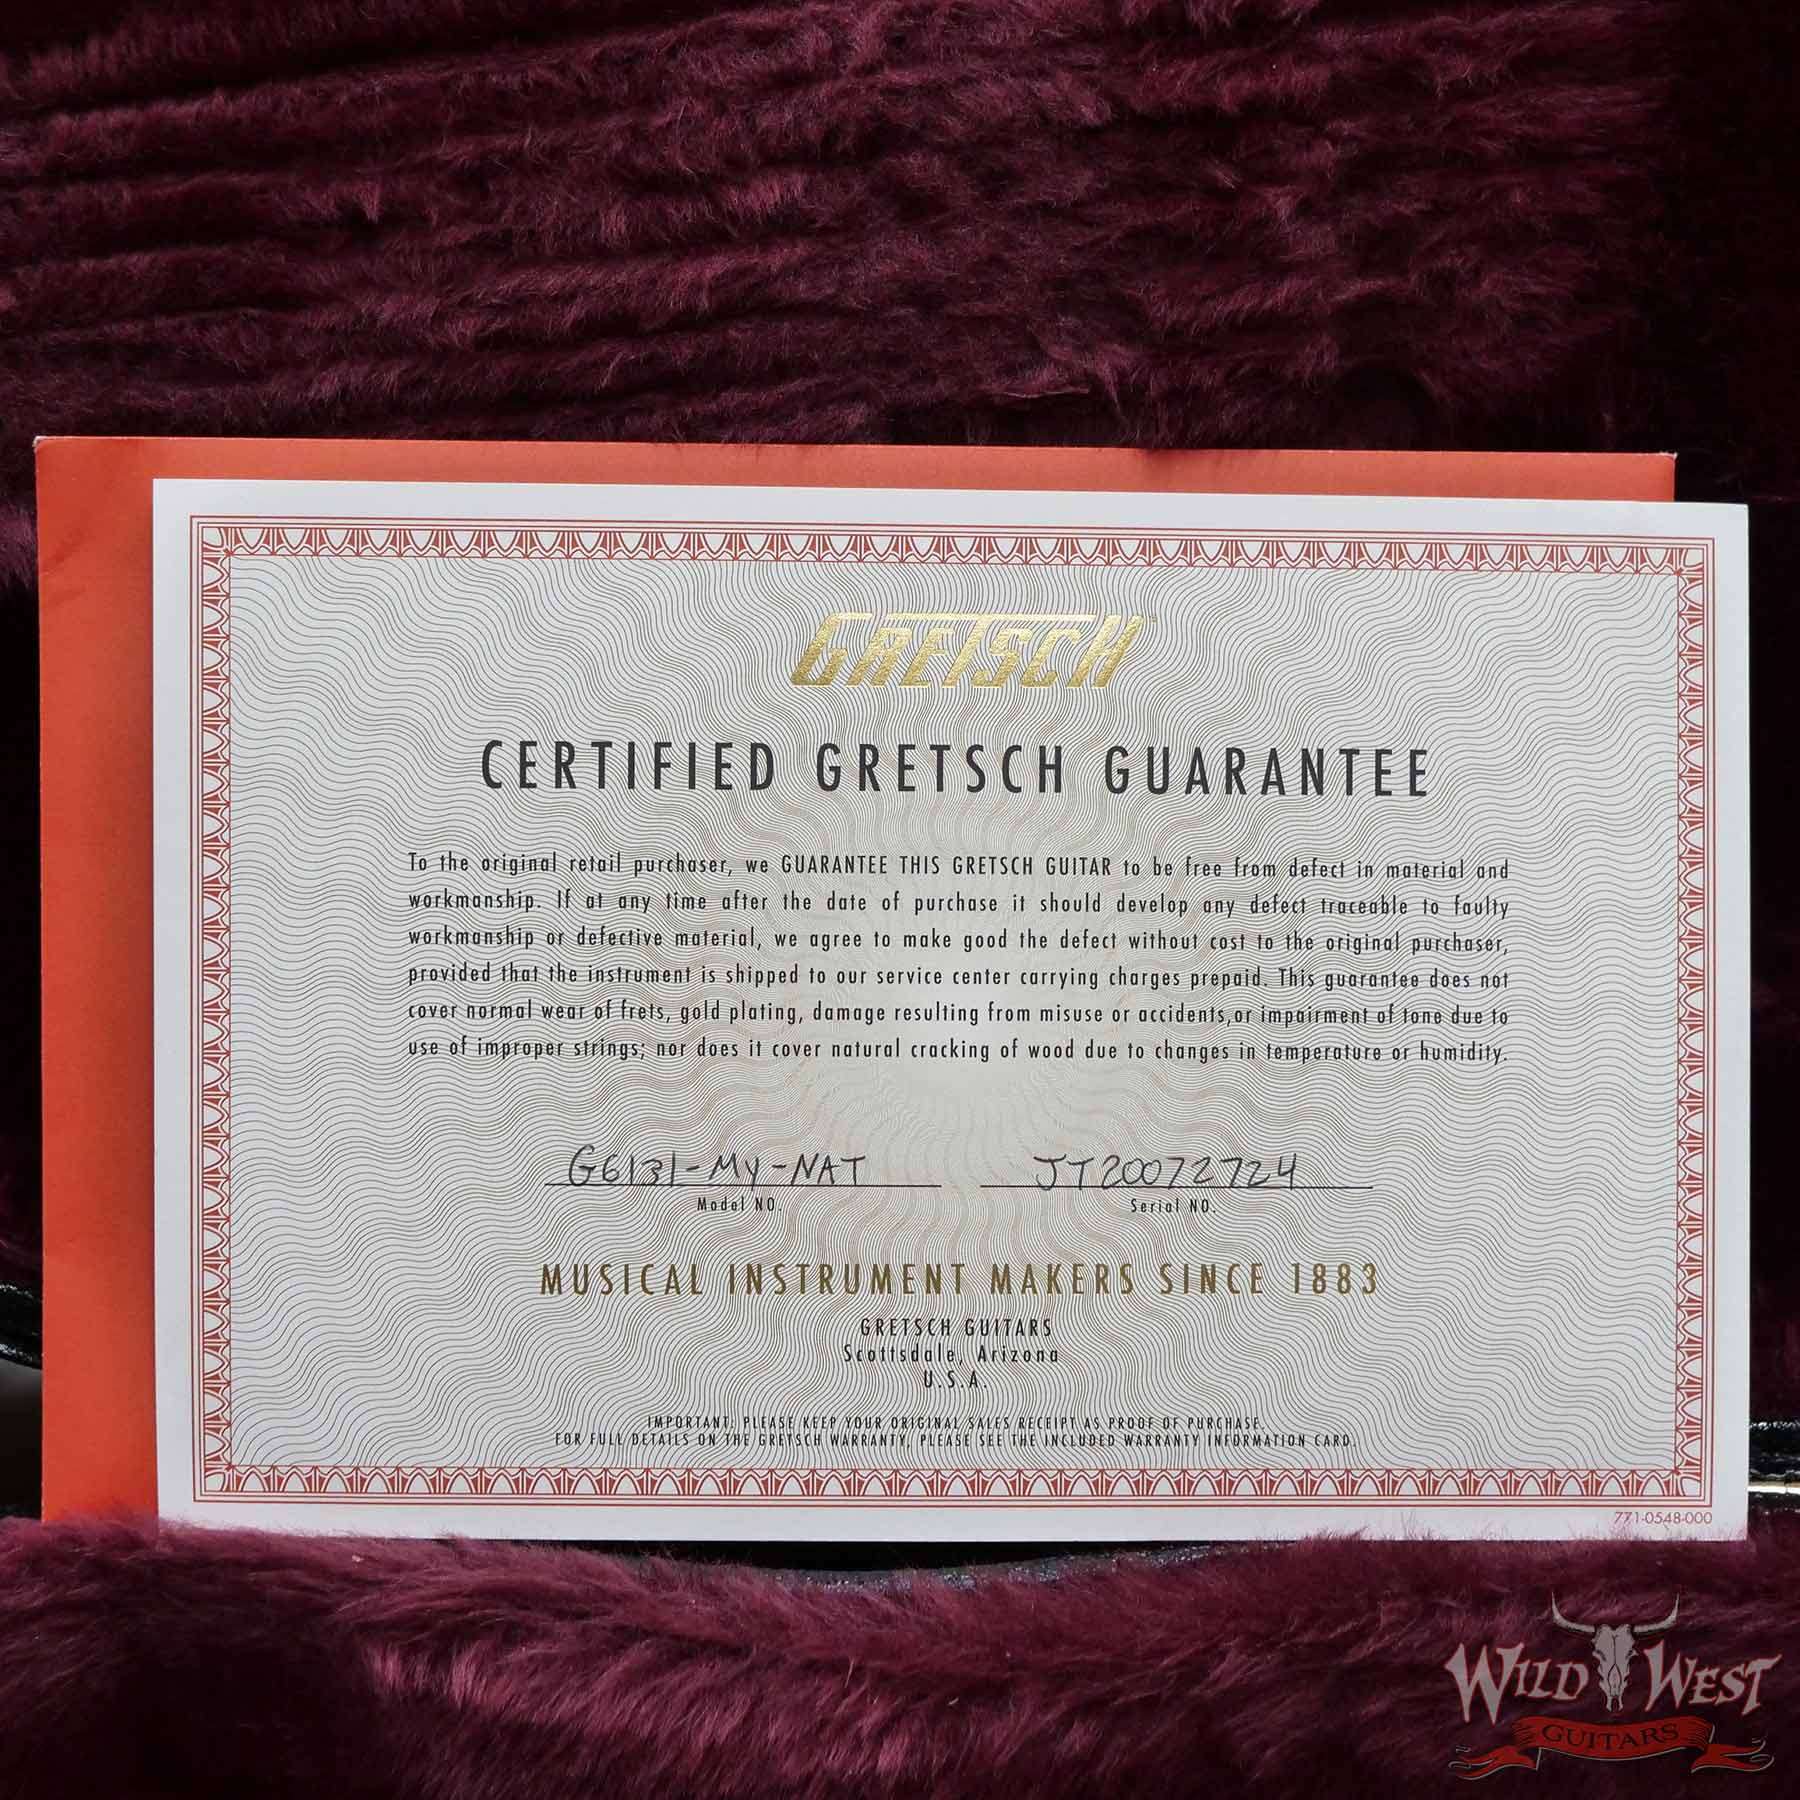 GRETSCH™
CERTIFIED GRETSCH GUARANTEE
To the original retail purchaser, we GUARANTEE THIS GRETSCH GUITAR to be free from defect in material and
workmanship. If at any time after the date of purchase it should develop any defect traceable to faulty
workmanship or defective material, we agree to make good the defect without cost to the original purchaser,
provided that the instrument is shipped to our service center carrying charges prepaid. This guarantee does not
cover normal wear of frets, gold plating, damage resulting from misuse or accidents,or impairment of tone due to
use of improper strings; nor does it cover natural cracking of wood due to changes in temperature or humidity.
G6131-MY-NAT JT20072724
Model NO. Serial NO.
MUSICAL INSTRUMENT MAKERS SINCE 1883
GRETSCH GUITARS
Scottsdale, Arizona
U.S.A.
IMPORTANT: PLEASE KEEP YOUR ORIGINAL SALES RECEIPT AS PROOF OF PURCHASE.
FOR FULL DETAILS ON THE GRETSCH WARRANTY, PLEASE SEE THE INCLUDED WARRANTY INFORMATION CARD.
771-0548-000
WILD WEST
GUITARS